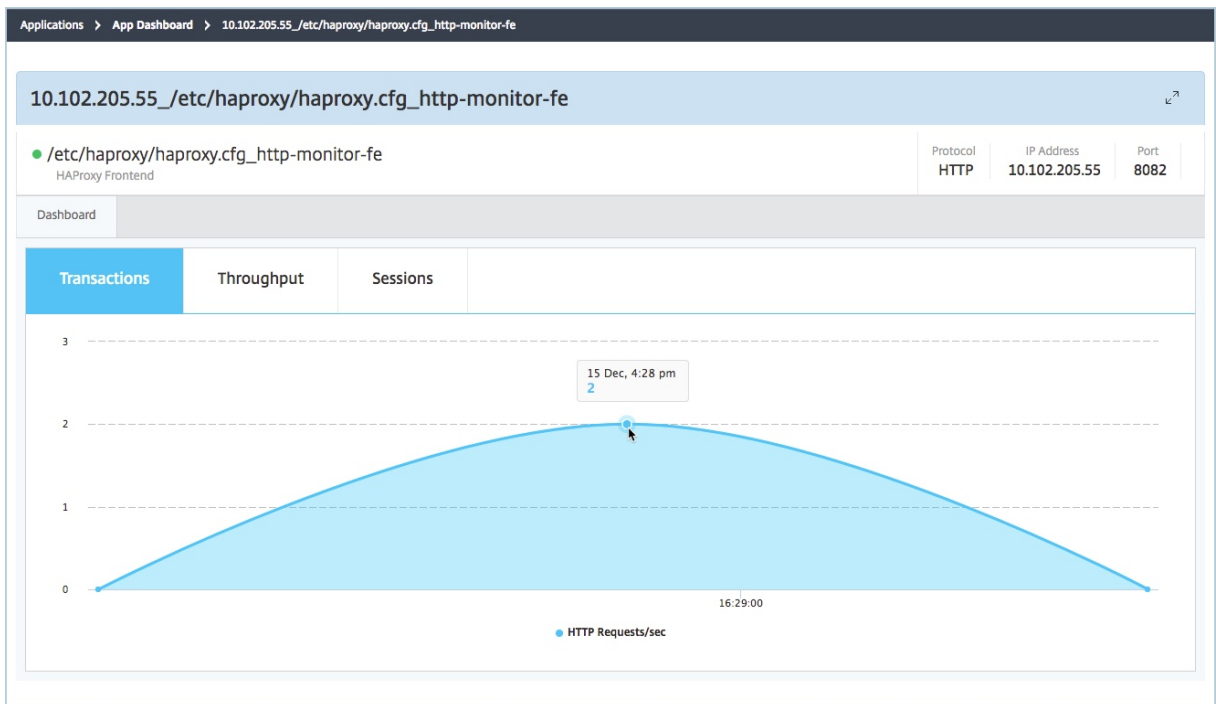 Applications > App Dashboard > 10.102.205.55_/etc/haproxy/haproxy.cfg_http-monitor-fe
10.102.205.55_/etc/haproxy/haproxy.cfg_http-monitor-fe
/etc/haproxy/haproxy.cfg_http-monitor-fe
HAProxy Frontend
Protocol IP Address Port
HTTP 10.102.205.55 8082
Dashboard
Transactions Throughput Sessions
3
15 Dec, 4:28 pm
2
2
1
0
16:29:00
HTTP Requests/sec